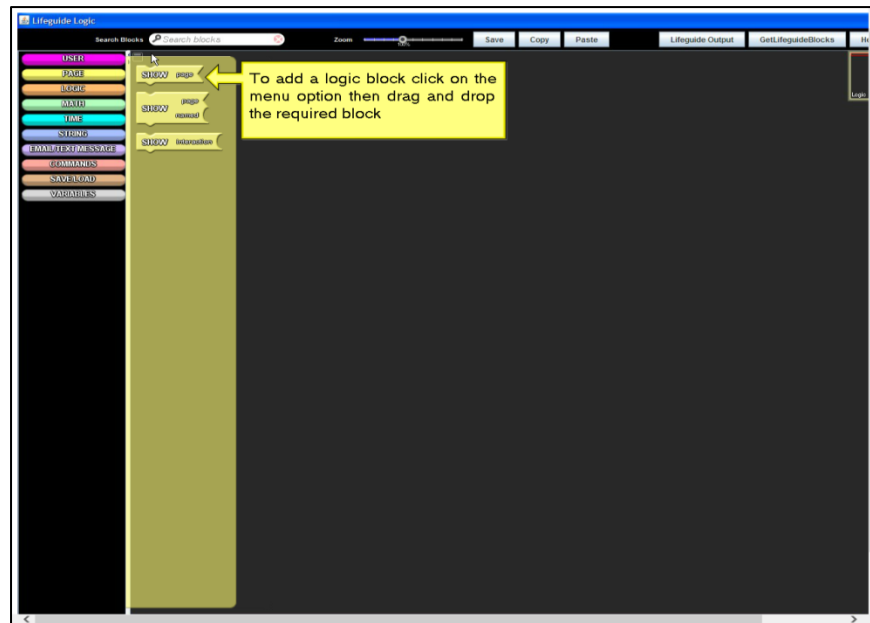 Lifeguide Logic
Search Blocks Search blocks Zoom 100% Save Copy Paste Lifeguide Output GetLifeguideBlocks
USER
PAGE
LOGIC
MATH
TIME
STRING
EMAIL TEXT MESSAGE
COMMANDS
SAVE LOAD
VARIABLES
SHOW page
SHOW page named
SHOW interaction
To add a logic block click on the
menu option then drag and drop
the required block
Logic